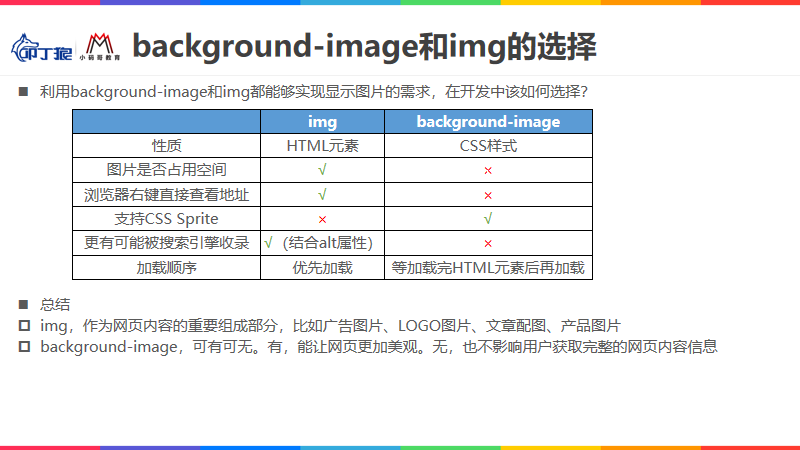 叩丁狼 小码哥教育 background-image和img的选择
■ 利用background-image和img都能够实现显示图片的需求，在开发中该如何选择？
img background-image
性质 HTML元素 CSS样式
图片是否占用空间 √ ×
浏览器右键直接查看地址 √ ×
支持CSS Sprite × √
更有可能被搜索引擎收录 √（结合alt属性） ×
加载顺序 优先加载 等加载完HTML元素后再加载
■ 总结
img，作为网页内容的重要组成部分，比如广告图片、LOGO图片、文章配图、产品图片
background-image，可有可无。有，能让网页更加美观。无，也不影响用户获取完整的网页内容信息